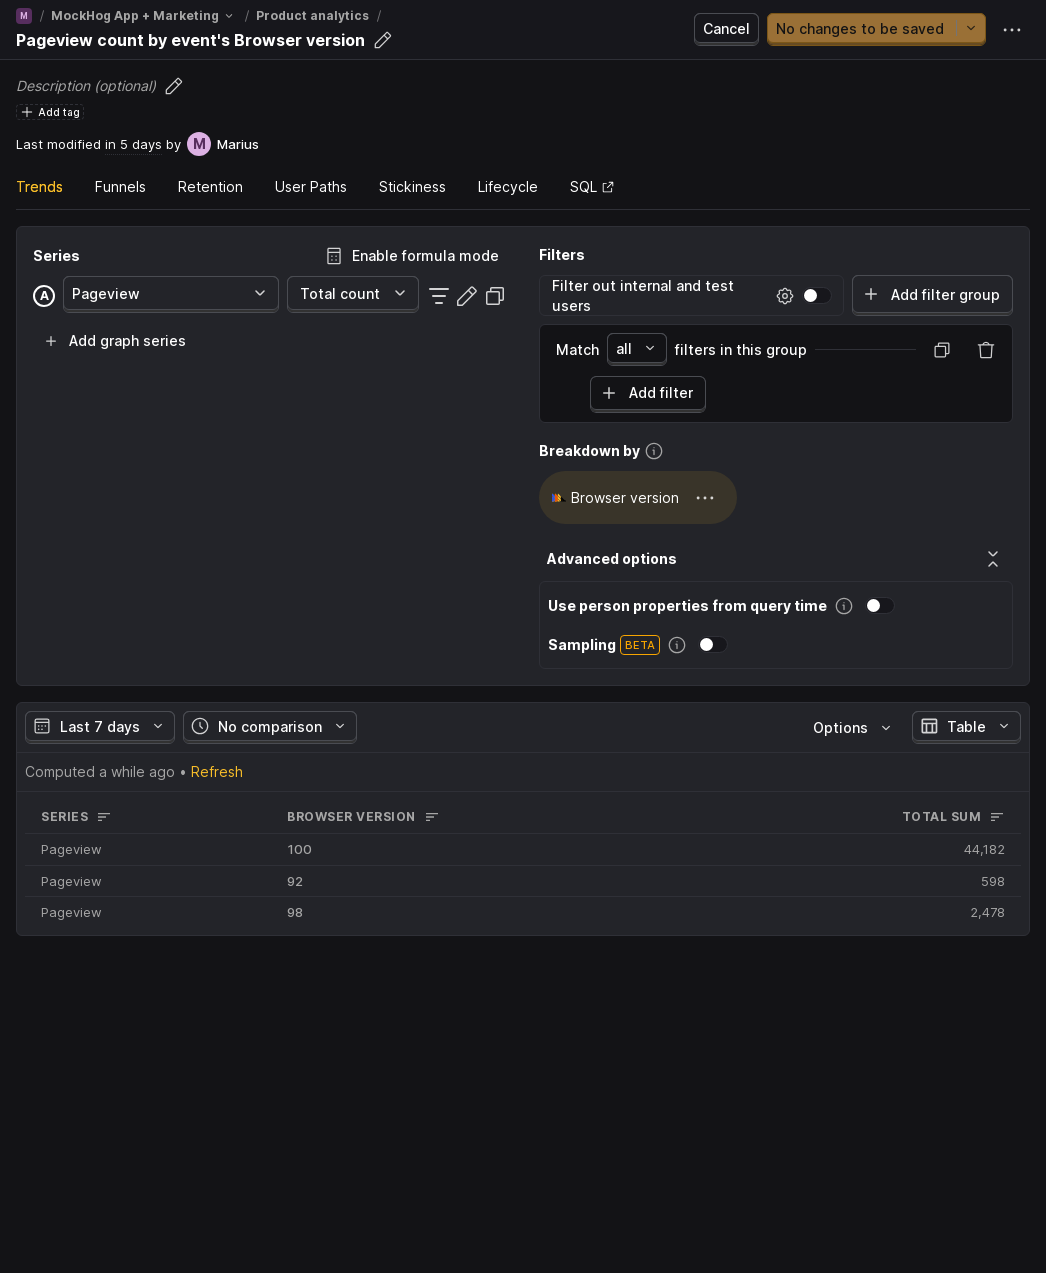 M / MockHog App + Marketing / Product analytics /
Pageview count by event's Browser version
Cancel
No changes to be saved
Description (optional)
Add tag
Last modified in 5 days by M Marius
Trends Funnels Retention User Paths Stickiness Lifecycle SQL
Series
Enable formula mode
A Pageview Total count
Add graph series
Filters
Filter out internal and test
users
Add filter group
Match all filters in this group
Add filter
Breakdown by
Browser version
Advanced options
Use person properties from query time
Sampling BETA
Last 7 days No comparison Options Table
Computed a while ago • Refresh
SERIES BROWSER VERSION TOTAL SUM
Pageview 100 44,182
Pageview 92 598
Pageview 98 2,478